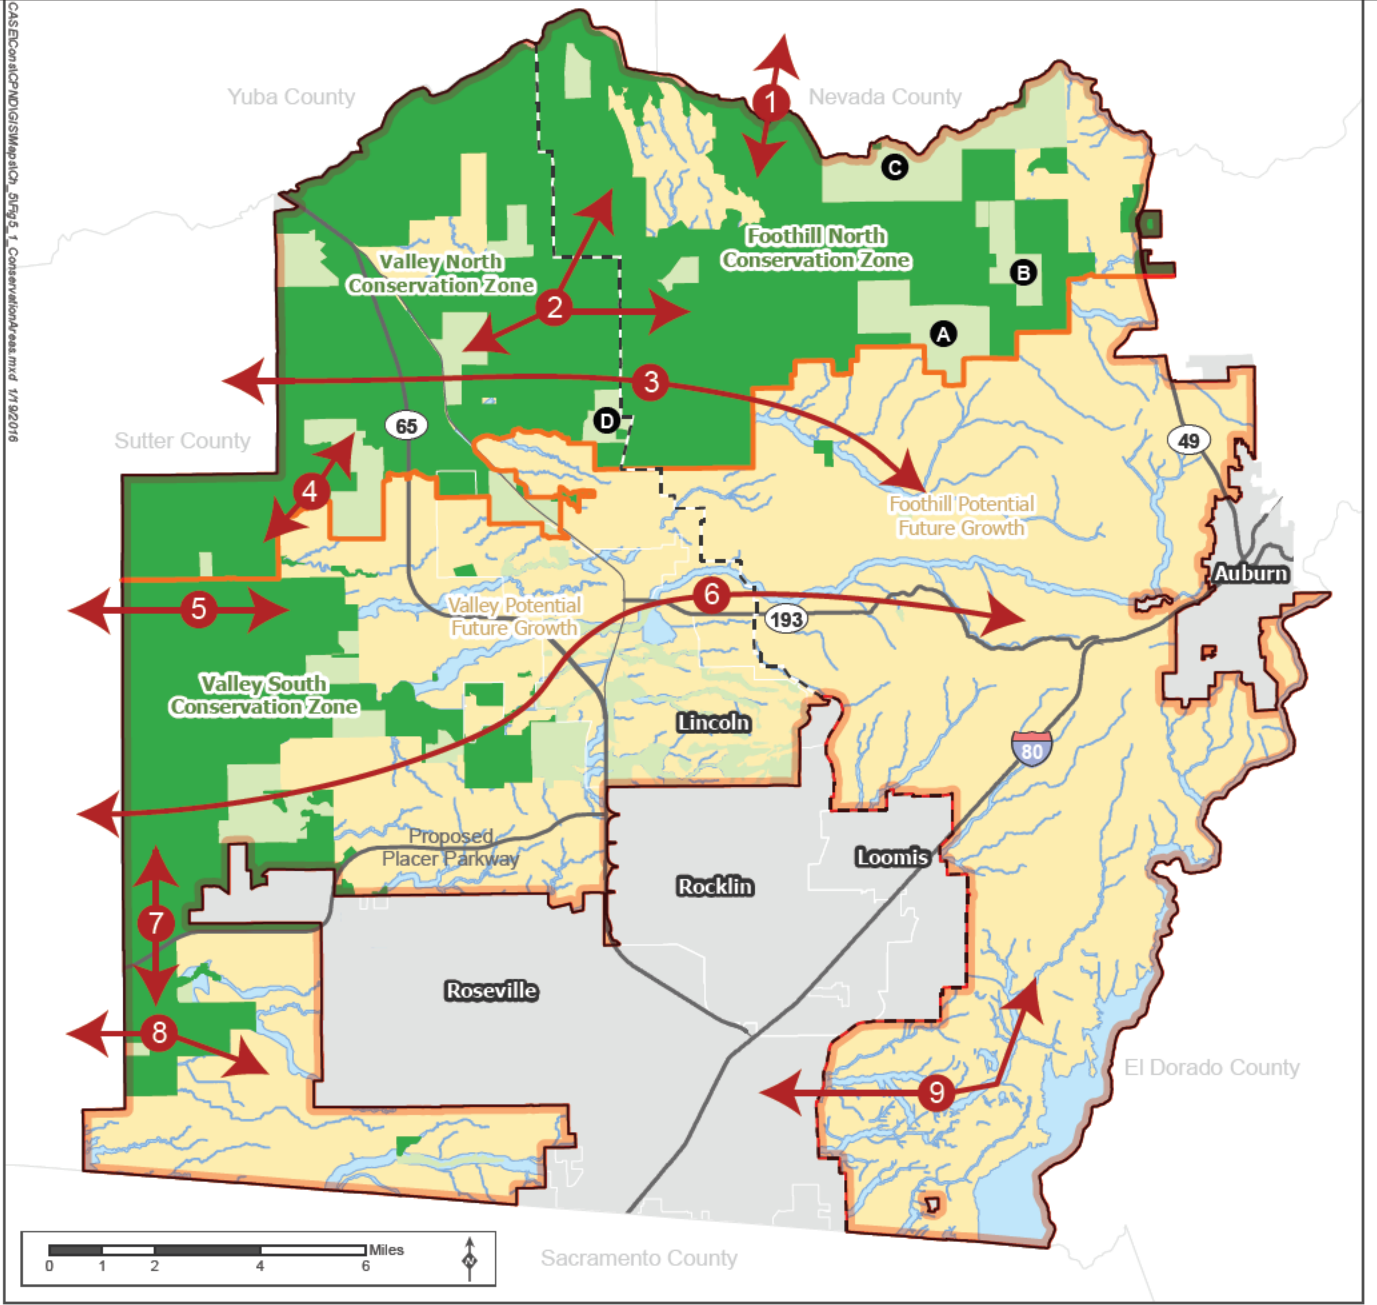 CASE\Cons\CPND\GIS\Maps\Ch_5\Fig5_1_ConservationAreas.mxd 1/19/2016
Yuba County
1
Nevada County
C
Foothill North
Conservation Zone
Valley North
Conservation Zone
B
2
A
3
D
65
Sutter County
49
4
Foothill Potential
Future Growth
Auburn
5
6
Valley Potential
Future Growth
193
Valley South
Conservation Zone
Lincoln
80
Proposed
Placer Parkway
Loomis
Rocklin
7
Roseville
8
El Dorado County
9
Miles
0 1 2 4 6
N
Sacramento County